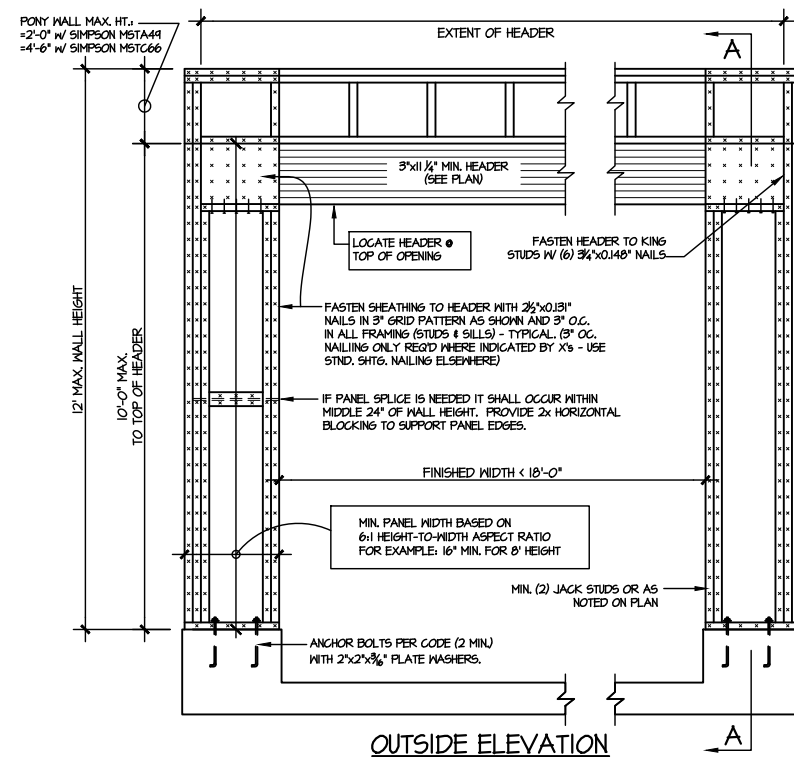 PONY WALL MAX. HT.:
=2'-0" W/ SIMPSON MSTA49
=4'-6" W/ SIMPSON MSTC66
EXTENT OF HEADER
A
3"x11 1/4" MIN. HEADER
(SEE PLAN)
LOCATE HEADER @
TOP OF OPENING
FASTEN HEADER TO KING
STUDS W/ (6) 3 1/4"x0.148" NAILS
FASTEN SHEATHING TO HEADER WITH 2 1/2"x0.131"
NAILS IN 3" GRID PATTERN AS SHOWN AND 3" O.C.
IN ALL FRAMING (STUDS & SILLS) - TYPICAL. (3" OC.
NAILIING ONLY REQ'D WHERE INDICATED BY X's - USE
STND. SHTG. NAILING ELSEWHERE)
12' MAX. WALL HEIGHT
10'-0" MAX.
TO TOP OF HEADER
IF PANEL SPLICE IS NEEDED IT SHALL OCCUR WITHIN
MIDDLE 24" OF WALL HEIGHT. PROVIDE 2x HORIZONTAL
BLOCKING TO SUPPORT PANEL EDGES.
FINISHED WIDTH < 18'-0"
MIN. PANEL WIDTH BASED ON
6:1 HEIGHT-TO-WIDTH ASPECT RATIO
FOR EXAMPLE: 16" MIN. FOR 8' HEIGHT
MIN. (2) JACK STUDS OR AS
NOTED ON PLAN
ANCHOR BOLTS PER CODE (2 MIN.)
WITH 2"x2"x3/16" PLATE WASHERS.
OUTSIDE ELEVATION
A